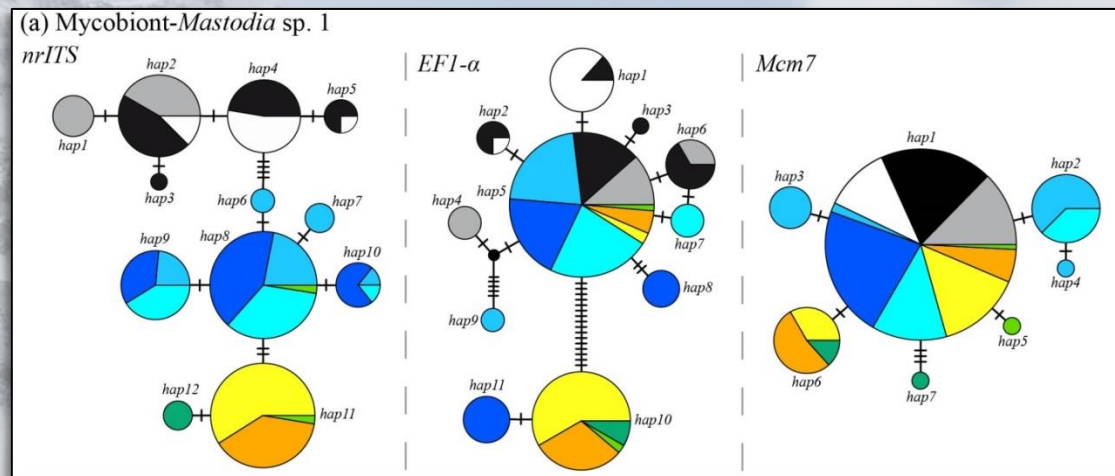 (a) Mycobiont-Mastodia sp. 1
nrITS
hap2
hap4
hap5
hap1
hap3
hap6
hap7
hap8
hap9
hap10
hap12
hap11
EF1-α
hap1
hap2
hap3
hap6
hap5
hap4
hap7
hap8
hap9
hap11
hap10
Mcm7
hap1
hap2
hap3
hap4
hap5
hap6
hap7